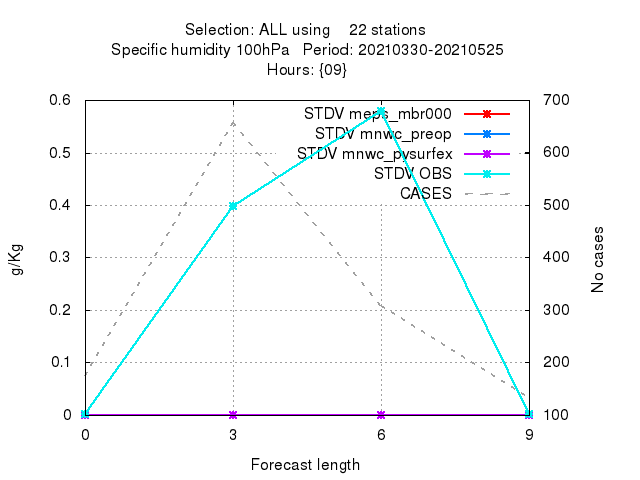 Selection: ALL using    22 stations
Specific humidity 100hPa   Period: 20210330-20210525
Hours: {09}
STDV meps_mbr000
STDV mnwc_preop
STDV mnwc_pysurfex
STDV OBS
CASES
0.6
0.5
0.4
0.3
0.2
0.1
0
g/Kg
700
600
500
400
300
200
100
No cases
0 3 6 9
Forecast length